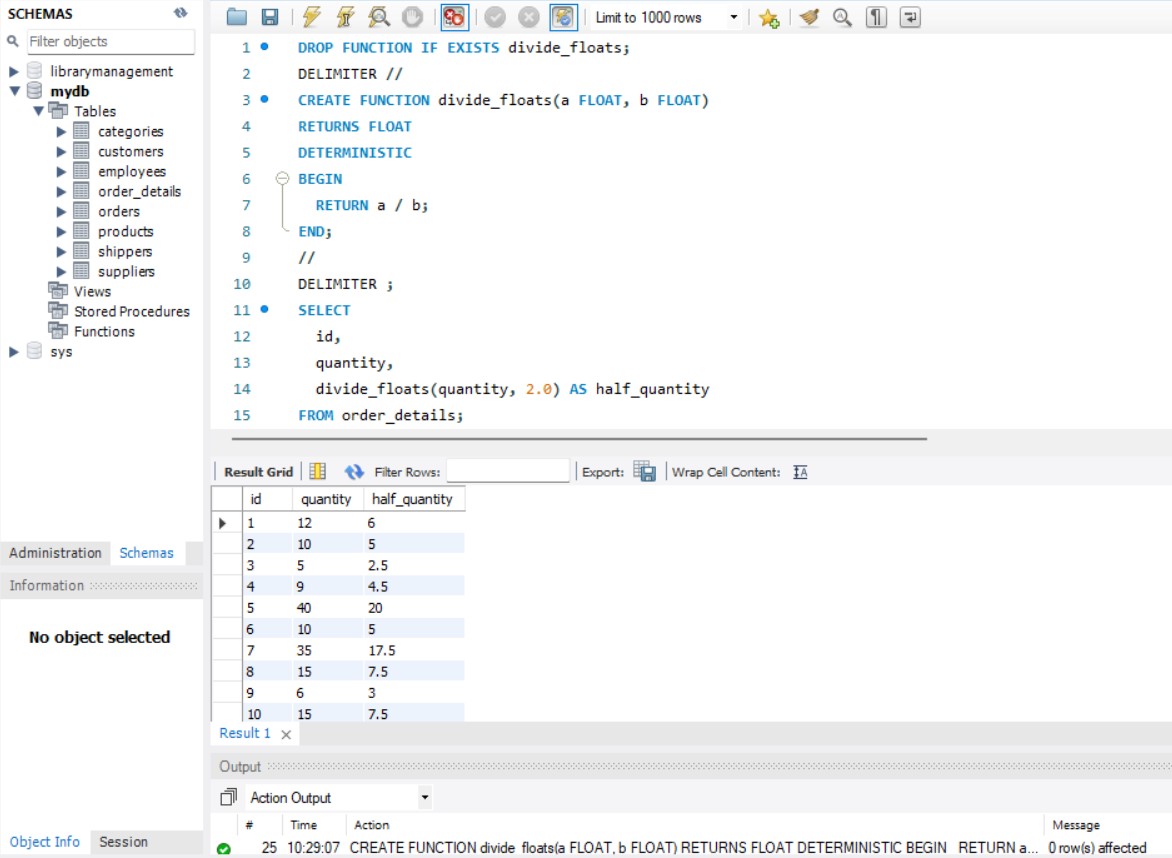 SCHEMAS
Filter objects
librarymanagement
mydb
Tables
categories
customers
employees
order_details
orders
products
shippers
suppliers
Views
Stored Procedures
Functions
sys
Administration Schemas
Information
No object selected
Object Info Session
Limit to 1000 rows
1 DROP FUNCTION IF EXISTS divide_floats;
2 DELIMITER //
3 CREATE FUNCTION divide_floats(a FLOAT, b FLOAT)
4 RETURNS FLOAT
5 DETERMINISTIC
6 BEGIN
7 RETURN a / b;
8 END;
9 //
10 DELIMITER ;
11 SELECT
12 id,
13 quantity,
14 divide_floats(quantity, 2.0) AS half_quantity
15 FROM order_details;
Result Grid Filter Rows: Export: Wrap Cell Content: IA
id quantity half_quantity
1 12 6
2 10 5
3 5 2.5
4 9 4.5
5 40 20
6 10 5
7 35 17.5
8 15 7.5
9 6 3
10 15 7.5
Result 1
Output
Action Output
# Time Action Message
25 10:29:07 CREATE FUNCTION divide_floats(a FLOAT, b FLOAT) RETURNS FLOAT DETERMINISTIC BEGIN RETURN a... 0 row(s) affected